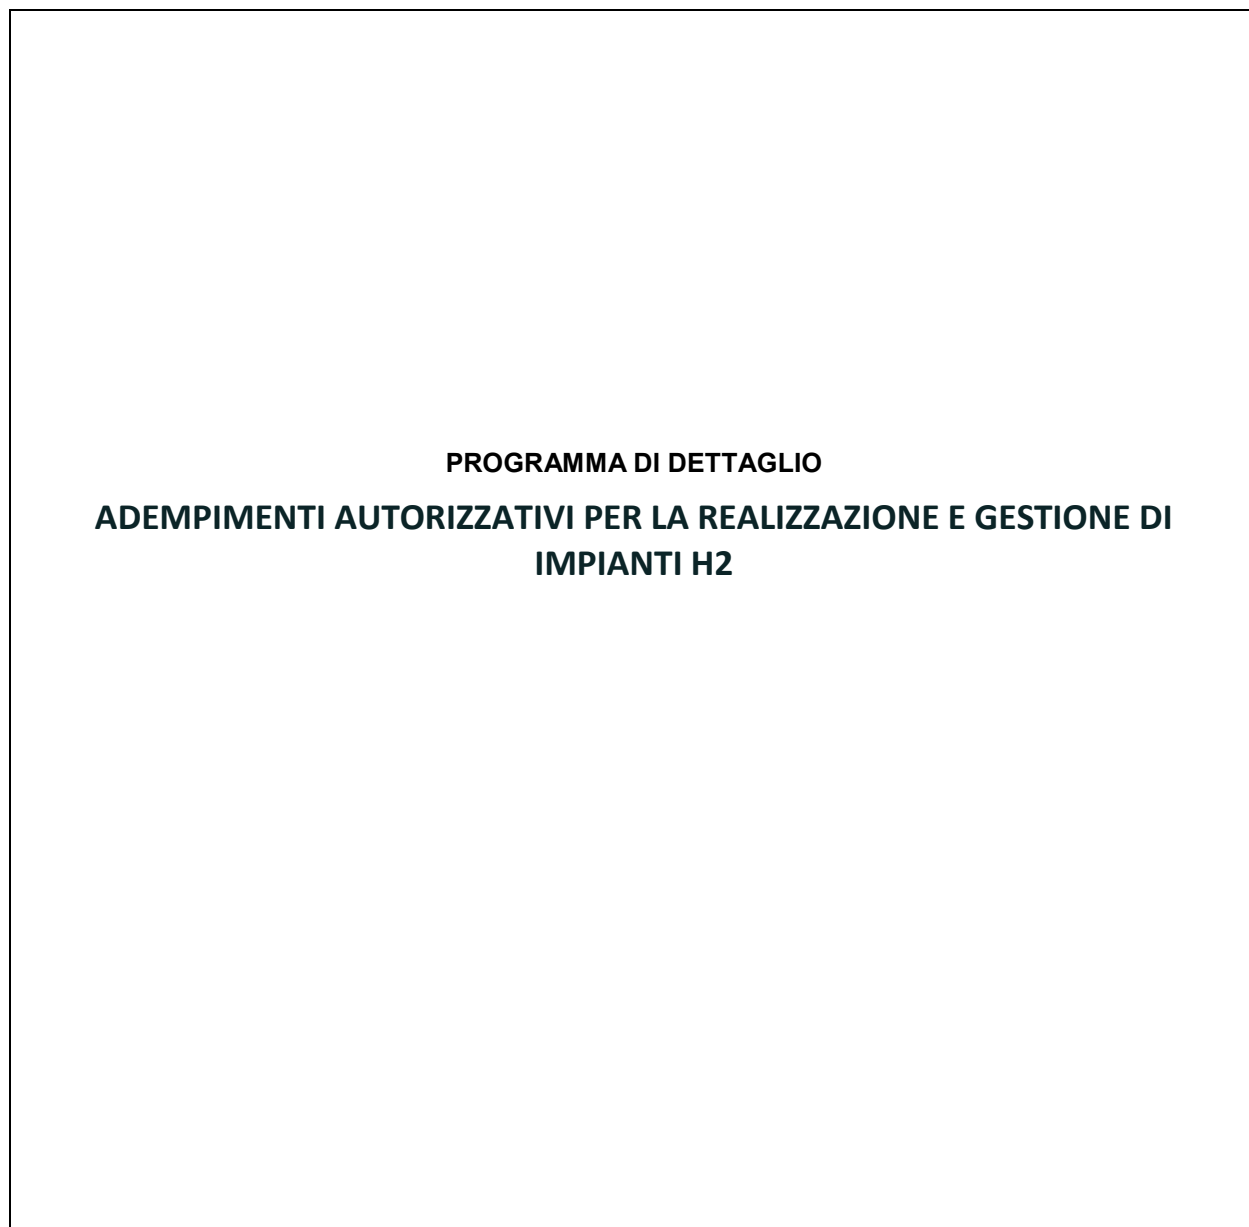 PROGRAMMA DI DETTAGLIO
ADEMPIMENTI AUTORIZZATIVI PER LA REALIZZAZIONE E GESTIONE DI
IMPIANTI H2